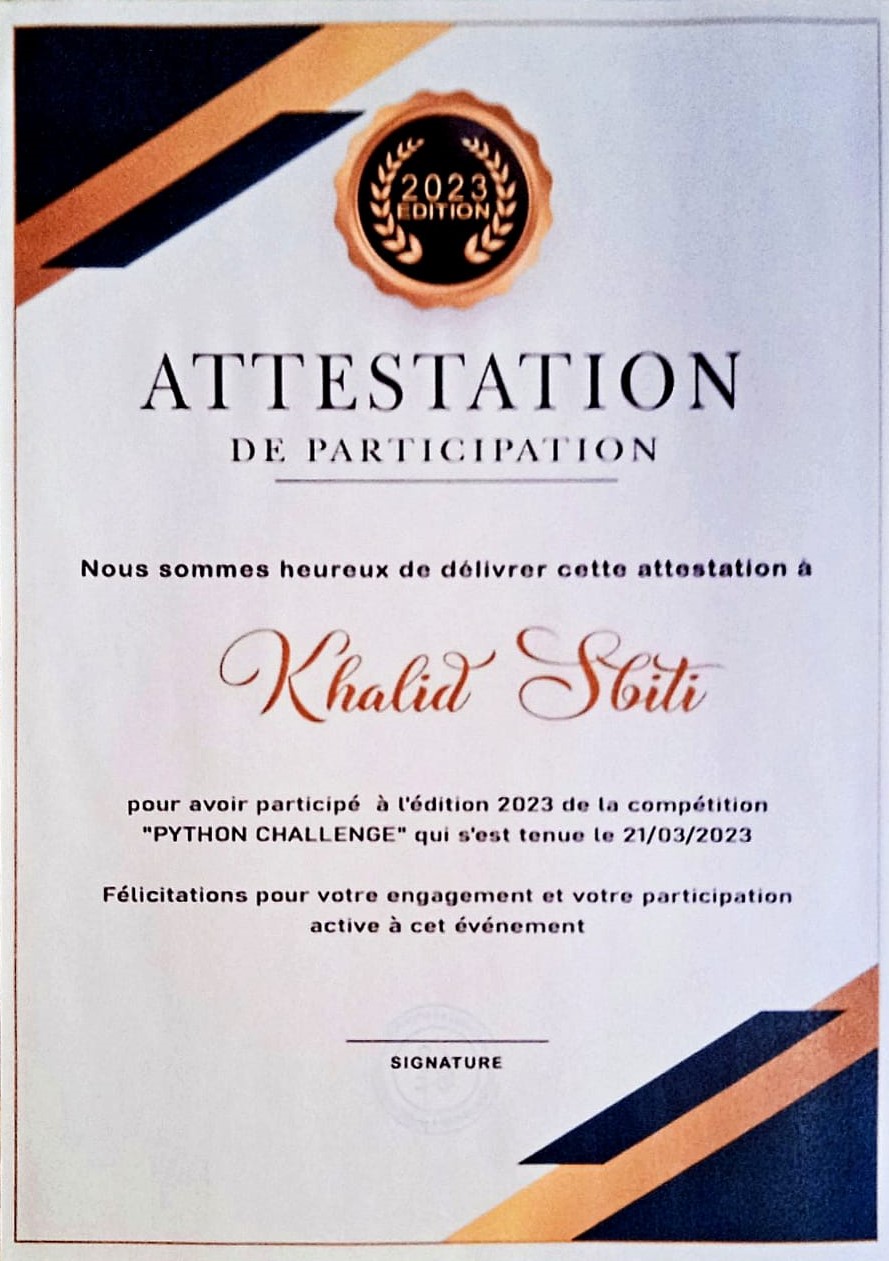 2023
EDITION
ATTESTATION
DE PARTICIPATION
Nous sommes heureux de délivrer cette attestation à
Khalid Sbiti
pour avoir participé à l'édition 2023 de la compétition
"PYTHON CHALLENGE" qui s'est tenue le 21/03/2023
Félicitations pour votre engagement et votre participation
active à cet événement
SIGNATURE